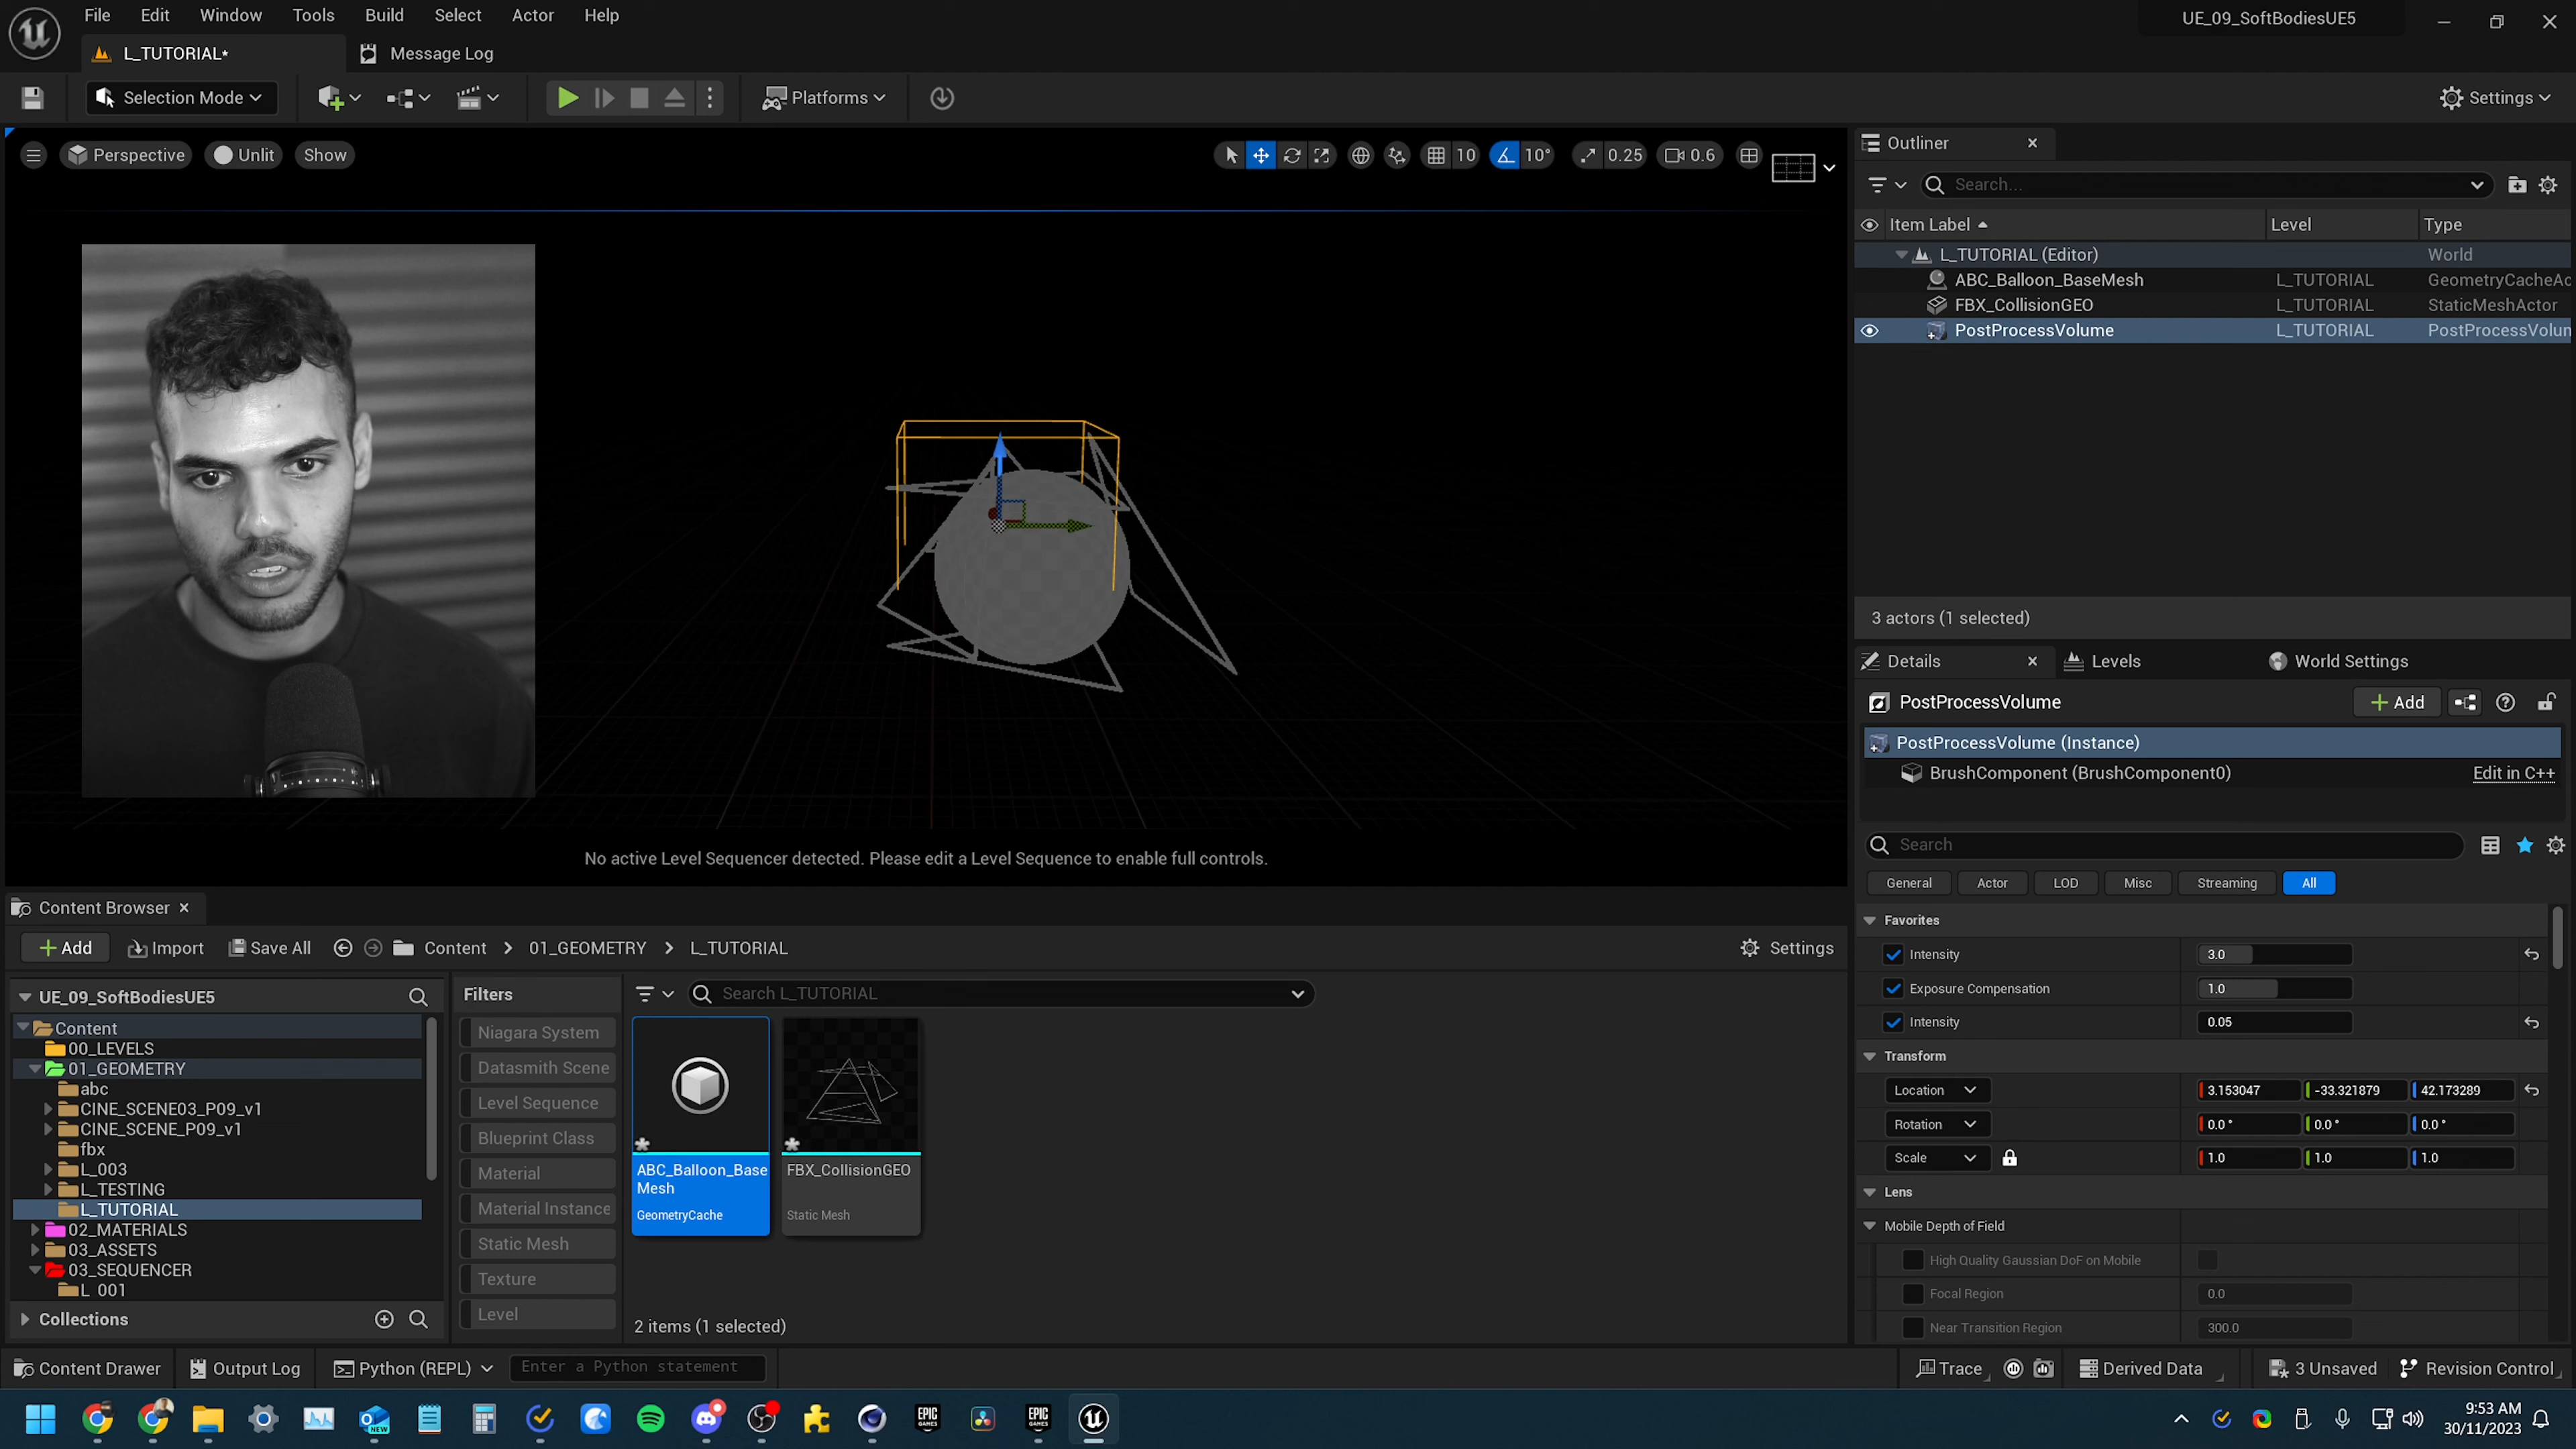 File Edit Window Tools Build Select Actor Help
UE_09_SoftBodiesUE5
L_TUTORIAL*
Message Log
Selection Mode
Platforms
Settings
Perspective
Unlit
Show
10
10°
0.25
0.6
No active Level Sequencer detected. Please edit a Level Sequence to enable full controls.
Outliner
Search...
Item Label Level Type
L_TUTORIAL (Editor) World
ABC_Balloon_BaseMesh L_TUTORIAL GeometryCacheAc
FBX_CollisionGEO L_TUTORIAL StaticMeshActor
PostProcessVolume L_TUTORIAL PostProcessVolun
3 actors (1 selected)
Details
Levels
World Settings
PostProcessVolume
Add
PostProcessVolume (Instance)
BrushComponent (BrushComponent0)
Edit in C++
Search
General Actor LOD Misc Streaming All
Favorites
Intensity 3.0
Exposure Compensation 1.0
Intensity 0.05
Transform
Location 3.153047 -33.321879 42.173289
Rotation 0.0° 0.0° 0.0°
Scale 1.0 1.0 1.0
Lens
Mobile Depth of Field
High Quality Gaussian DoF on Mobile
Focal Region 0.0
Near Transition Region 300.0
Content Browser
Add
Import
Save All
Content > 01_GEOMETRY > L_TUTORIAL
Settings
UE_09_SoftBodiesUE5
Content
00_LEVELS
01_GEOMETRY
abc
CINE_SCENE03_P09_v1
CINE_SCENE_P09_v1
fbx
L_003
L_TESTING
L_TUTORIAL
02_MATERIALS
03_ASSETS
03_SEQUENCER
L_001
Collections
Filters
Niagara System
Datasmith Scene
Level Sequence
Blueprint Class
Material
Material Instance
Static Mesh
Texture
Level
Search L_TUTORIAL
ABC_Balloon_Base
Mesh
GeometryCache
FBX_CollisionGEO
Static Mesh
2 items (1 selected)
Content Drawer
Output Log
Python (REPL)
Enter a Python statement
Trace
Derived Data
3 Unsaved
Revision Control
NEW
EPIC
GAMES
EPIC
GAMES
9:53 AM
30/11/2023